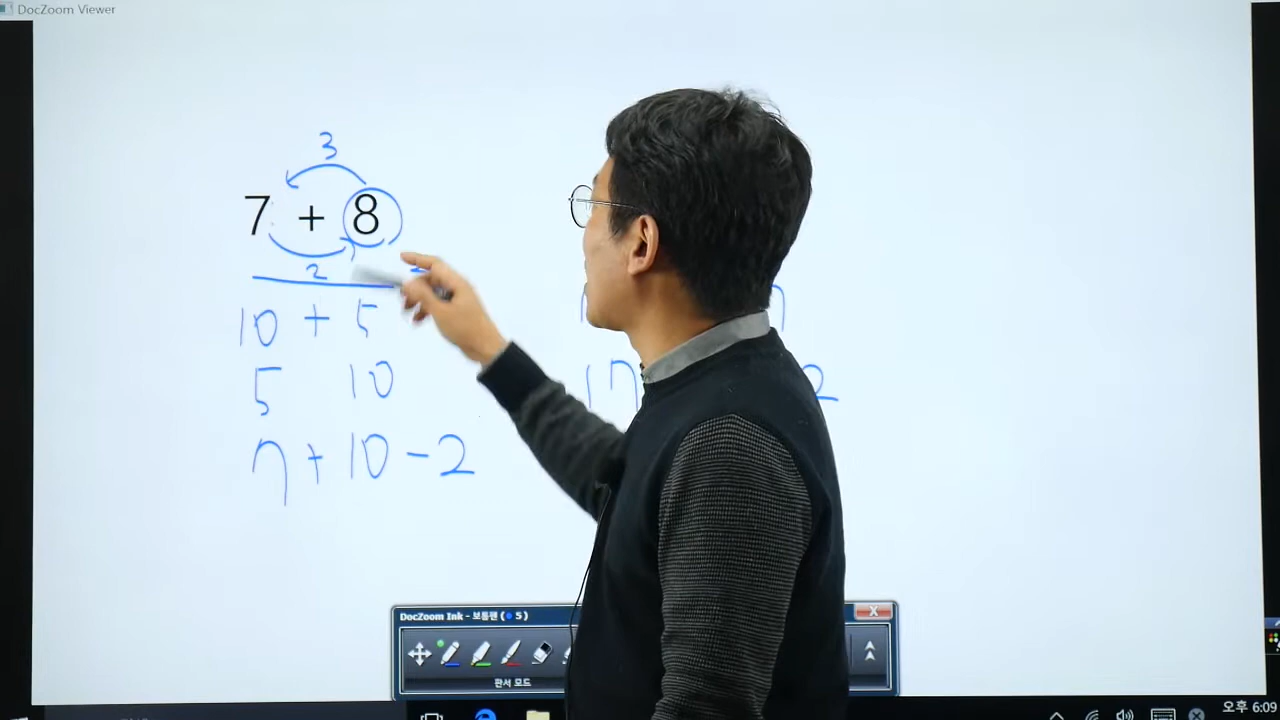 DocZoom Viewer
3
7 + 8
2
10 + 5
5 10
17
7 + 10 - 2
DocZoom Ink - 보통펜 ( 5 )
X
판서 모드
오후 6:09